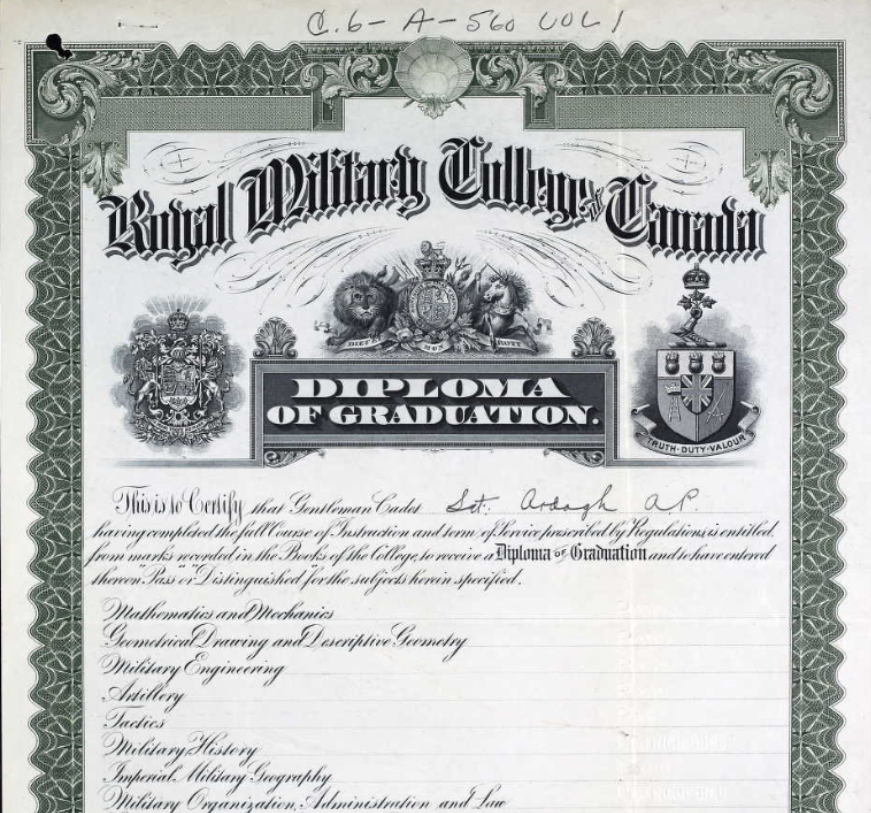 C.6 - A - 560 VOL 1
Royal Military College of Canada
DIEU ET MON DROIT
DIPLOMA
OF GRADUATION.
TRUTH-DUTY-VALOUR
This is to Certify that Gentleman Cadet Sgt. Ardagh A.P.
having completed the full Course of Instruction and term of Service prescribed by Regulations is entitled,
from marks recorded in the Books of the College, to receive a Diploma of Graduation and to have entered
thereon "Pass" or "Distinguished" for the subjects herein specified.
Mathematics and Mechanics
Geometrical Drawing and Descriptive Geometry
Military Engineering
Artillery
Tactics
Military History
Imperial Military Geography
Military Organization, Administration and Law